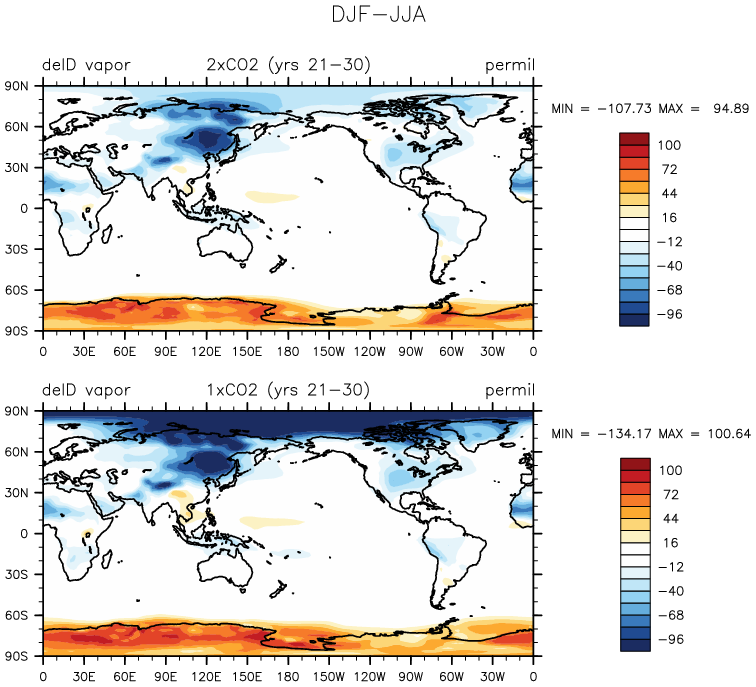 DJF−JJA
delD vapor 2xCO2 (yrs 21−30) permil
MIN = −107.73 MAX = 94.89
90N
60N
30N
0
30S
60S
90S
0 30E 60E 90E 120E 150E 180 150W 120W 90W 60W 30W 0
100
72
44
16
−12
−40
−68
−96
delD vapor 1xCO2 (yrs 21−30) permil
MIN = −134.17 MAX = 100.64
90N
60N
30N
0
30S
60S
90S
0 30E 60E 90E 120E 150E 180 150W 120W 90W 60W 30W 0
100
72
44
16
−12
−40
−68
−96